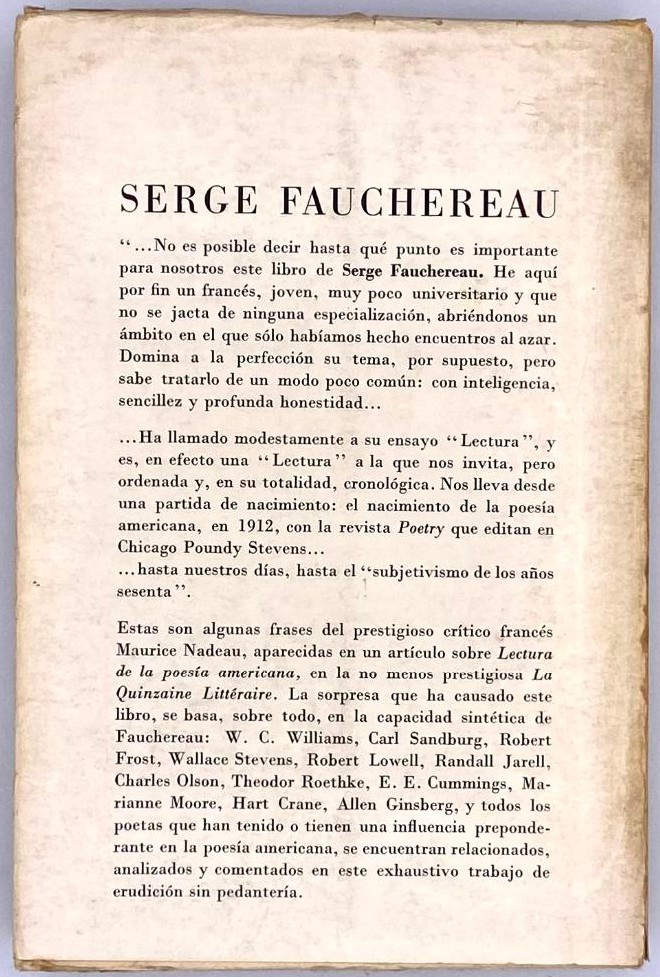 SERGE FAUCHEREAU
“...No es posible decir hasta qué punto es importante
para nosotros este libro de Serge Fauchereau. He aquí
por fin un francés, joven, muy poco universitario y que
no se jacta de ninguna especialización, abriéndonos un
ámbito en el que sólo habíamos hecho encuentros al azar.
Domina a la perfección su tema, por supuesto, pero
sabe tratarlo de un modo poco común: con inteligencia,
sencillez y profunda honestidad...
...Ha llamado modestamente a su ensayo “Lectura”, y
es, en efecto una “Lectura” a la que nos invita, pero
ordenada y, en su totalidad, cronológica. Nos lleva desde
una partida de nacimiento: el nacimiento de la poesía
americana, en 1912, con la revista Poetry que editan en
Chicago Poundy Stevens...
...hasta nuestros días, hasta el “subjetivismo de los años
sesenta”.
Estas son algunas frases del prestigioso crítico francés
Maurice Nadeau, aparecidas en un artículo sobre Lectura
de la poesía americana, en la no menos prestigiosa La
Quinzaine Littéraire. La sorpresa que ha causado este
libro, se basa, sobre todo, en la capacidad sintética de
Fauchereau: W. C. Williams, Carl Sandburg, Robert
Frost, Wallace Stevens, Robert Lowell, Randall Jarell,
Charles Olson, Theodor Roethke, E. E. Cummings, Ma-
rianne Moore, Hart Crane, Allen Ginsberg, y todos los
poetas que han tenido o tienen una influencia preponde-
rante en la poesía americana, se encuentran relacionados,
analizados y comentados en este exhaustivo trabajo de
erudición sin pedantería.